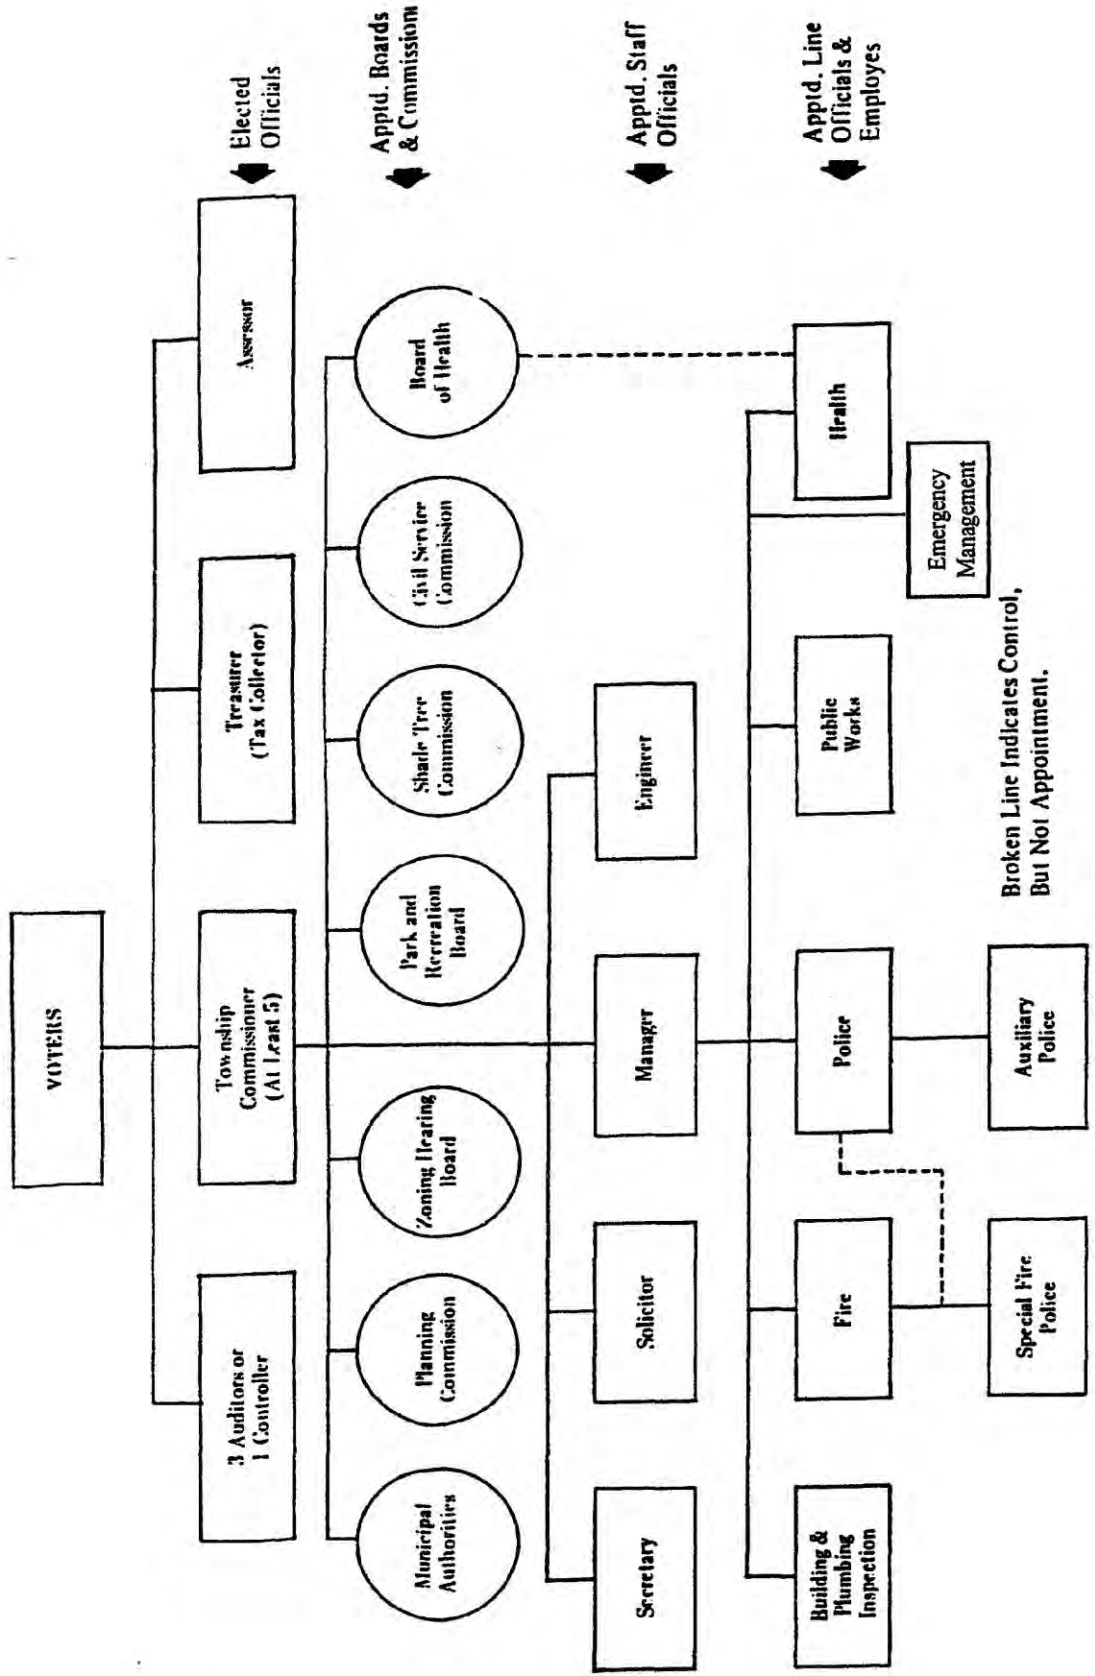 VOTERS
3 Auditors or
1 Controller
Township
Commissioner
(At Least 5)
Treasurer
(Tax Collector)
Assessor
Elected
Officials
Municipal
Authorities
Planning
Commission
Zoning Hearing
Board
Park and
Recreation
Board
Shade Tree
Commission
Civil Service
Commission
Board
of Health
Apptd. Boards
& Commission
Secretary
Solicitor
Manager
Engineer
Apptd. Staff
Officials
Building &
Plumbing
Inspection
Fire
Police
Public
Works
Health
Apptd. Line
Officials &
Employes
Emergency
Management
Special Fire
Police
Auxiliary
Police
Broken Line Indicates Control,
But Not Appointment.